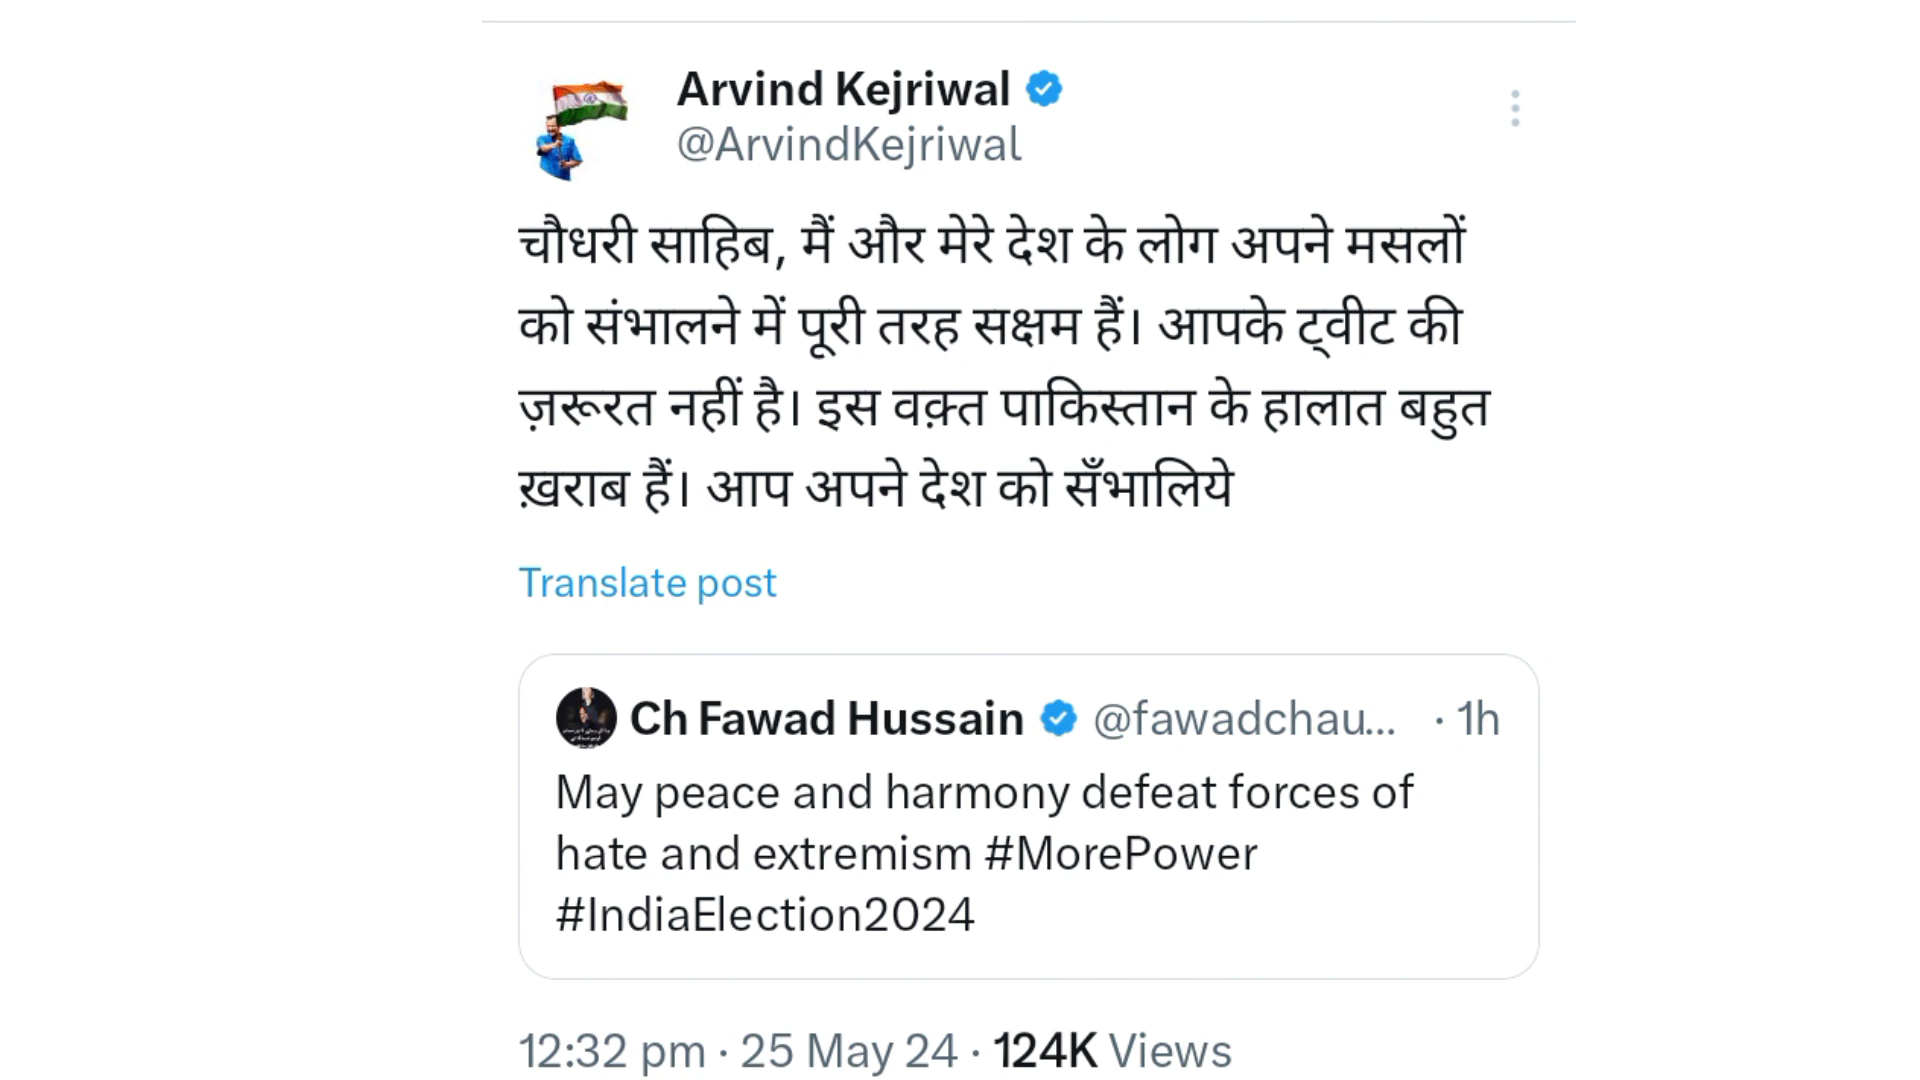 Arvind Kejriwal
@ArvindKejriwal
चौधरी साहिब, मैं और मेरे देश के लोग अपने मसलों
को संभालने में पूरी तरह सक्षम हैं। आपके ट्वीट की
ज़रूरत नहीं है। इस वक़्त पाकिस्तान के हालात बहुत
ख़राब हैं। आप अपने देश को सँभालिये
Translate post
Ch Fawad Hussain @fawadchau... · 1h
May peace and harmony defeat forces of
hate and extremism #MorePower
#IndiaElection2024
12:32 pm · 25 May 24 · 124K Views